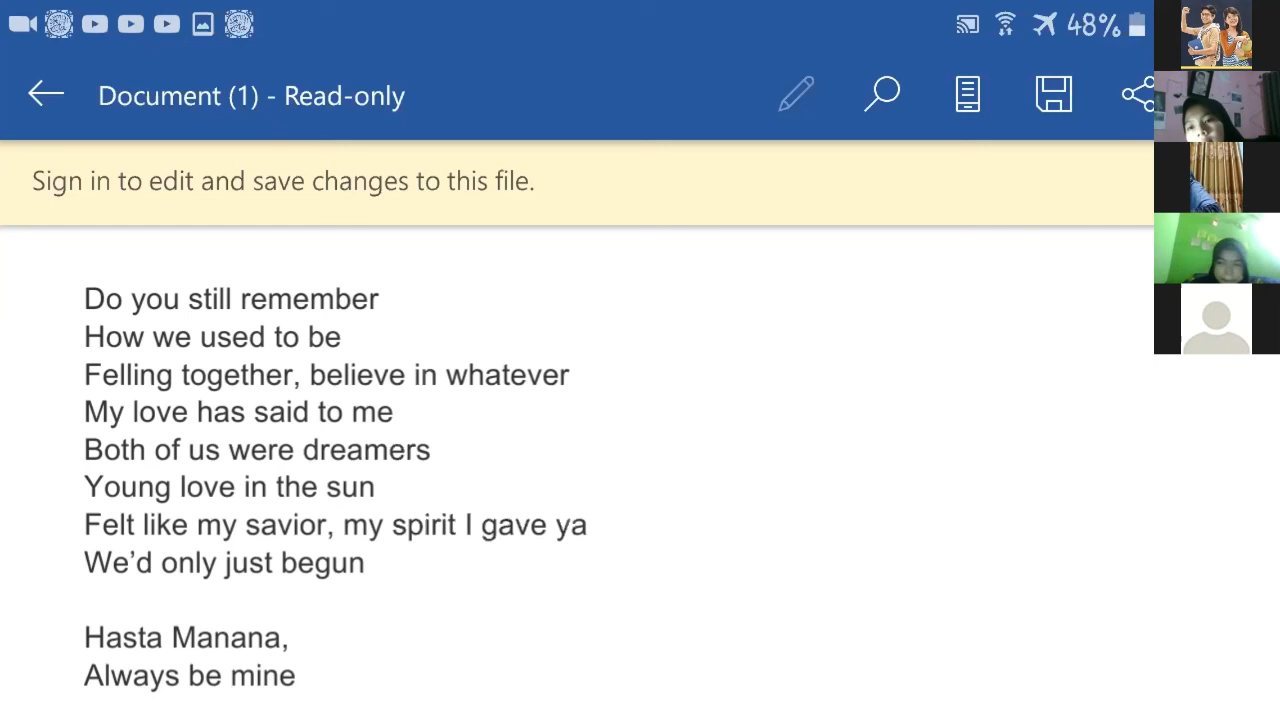 48%
Document (1) - Read-only
Sign in to edit and save changes to this file.
Do you still remember
How we used to be
Felling together, believe in whatever
My love has said to me
Both of us were dreamers
Young love in the sun
Felt like my savior, my spirit I gave ya
We'd only just begun
Hasta Manana,
Always be mine